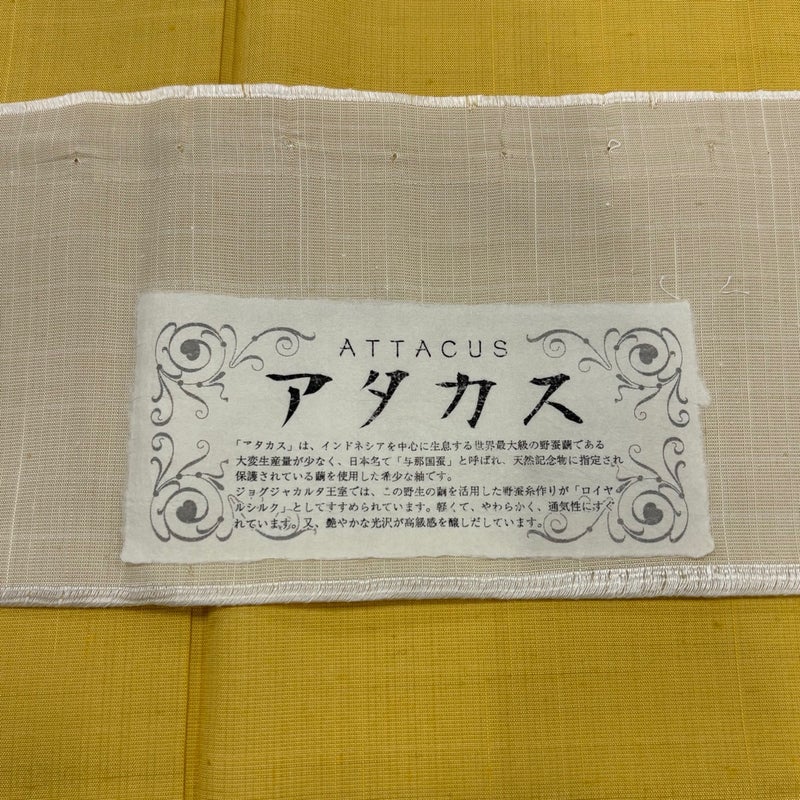 ATTACUS
アタカス
「アタカス」は、インドネシアを中心に生息する世界最大級の野蚕繭である
大変生産量が少なく、日本名で「与那国蚕」と呼ばれ、天然記念物に指定され
保護されている繭を使用した希少な紬です。
ジョグジャカルタ王室では、この野生の繭を活用した野蚕糸作りが「ロイヤ
ルシルク」としてすすめられています。軽くて、やわらかく、通気性にすぐ
れています。又、艶やかな光沢が高級感を醸しだしています。